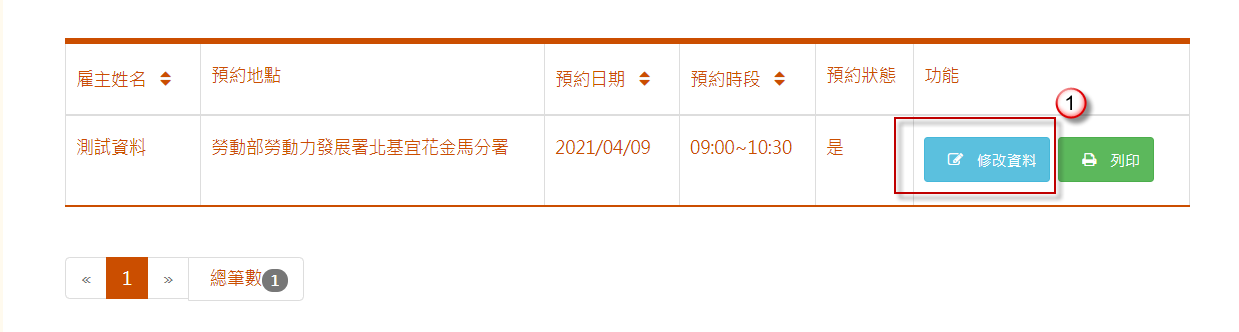 雇主姓名 預約地點 預約日期 預約時段 預約狀態 功能
1
測試資料 勞動部勞動力發展署北基宜花金馬分署 2021/04/09 09:00~10:30 是 修改資料 列印
« 1 » 總筆數 1